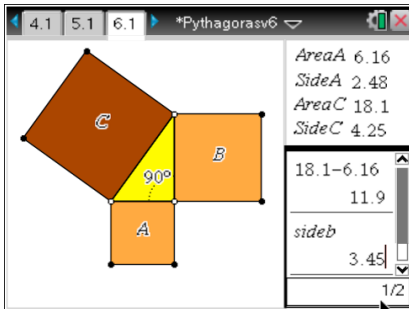 4.1 5.1 6.1 *Pythagorasv6
C
B
90°
A
AreaA 6.16
SideA 2.48
AreaC 18.1
SideC 4.25
18.1−6.16
11.9
sideb
3.45
1/2